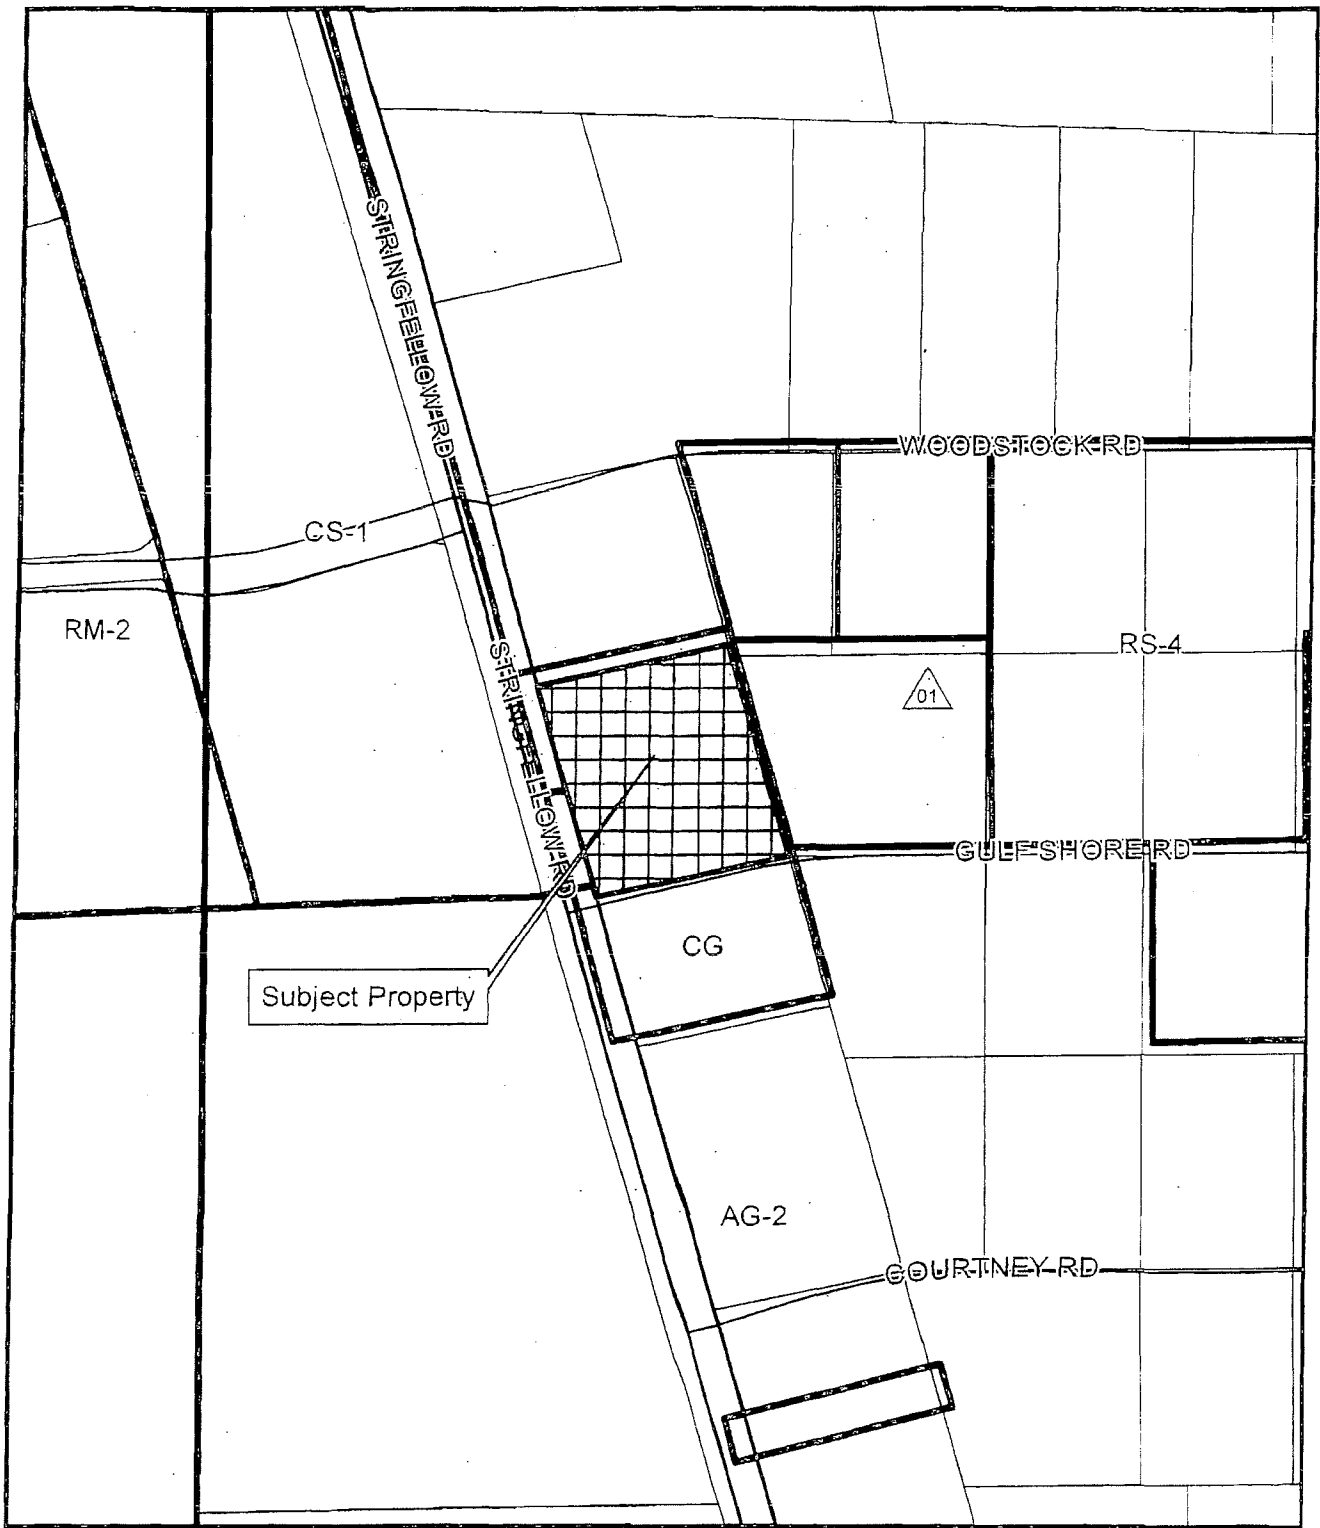 STRINGFELLOW RD
WOODSTOCK RD
CS-1
RM-2
RS-4
STRINGFELLOW RD
01
GULF SHORE RD
CG
Subject Property
AG-2
COURTNEY RD